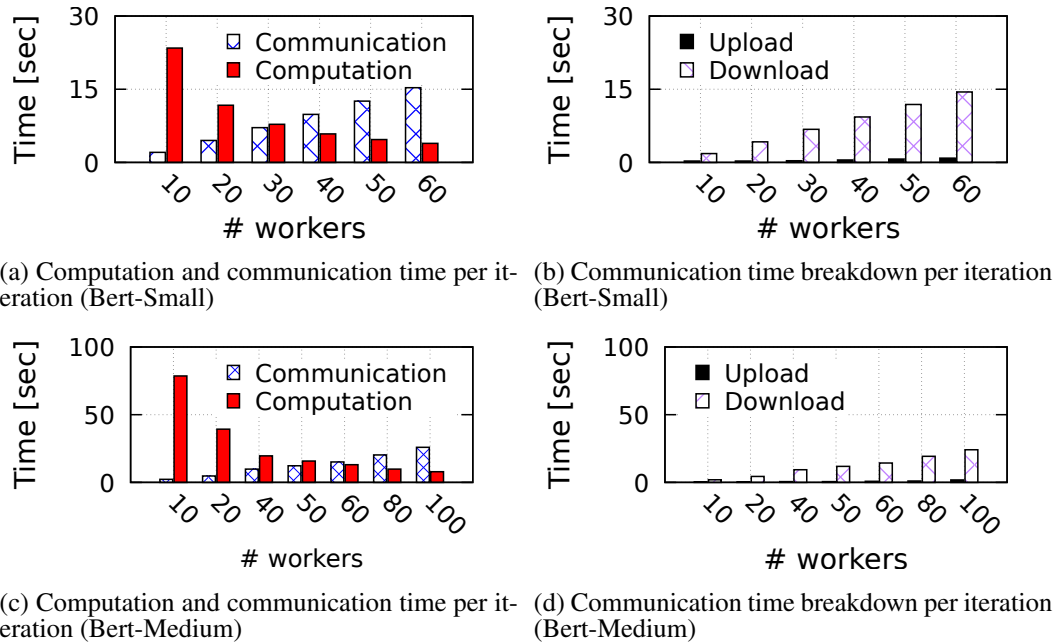 30
15
0
Time [sec]
Communication
Computation
10 20 30 40 50 60
# workers
(a) Computation and communication time per it-
eration (Bert-Small)
30
15
0
Time [sec]
Upload
Download
10 20 30 40 50 60
# workers
(b) Communication time breakdown per iteration
(Bert-Small)
100
50
0
Time [sec]
Communication
Computation
10 20 40 50 60 80 100
# workers
(c) Computation and communication time per it-
eration (Bert-Medium)
100
50
0
Time [sec]
Upload
Download
10 20 40 50 60 80 100
# workers
(d) Communication time breakdown per iteration
(Bert-Medium)